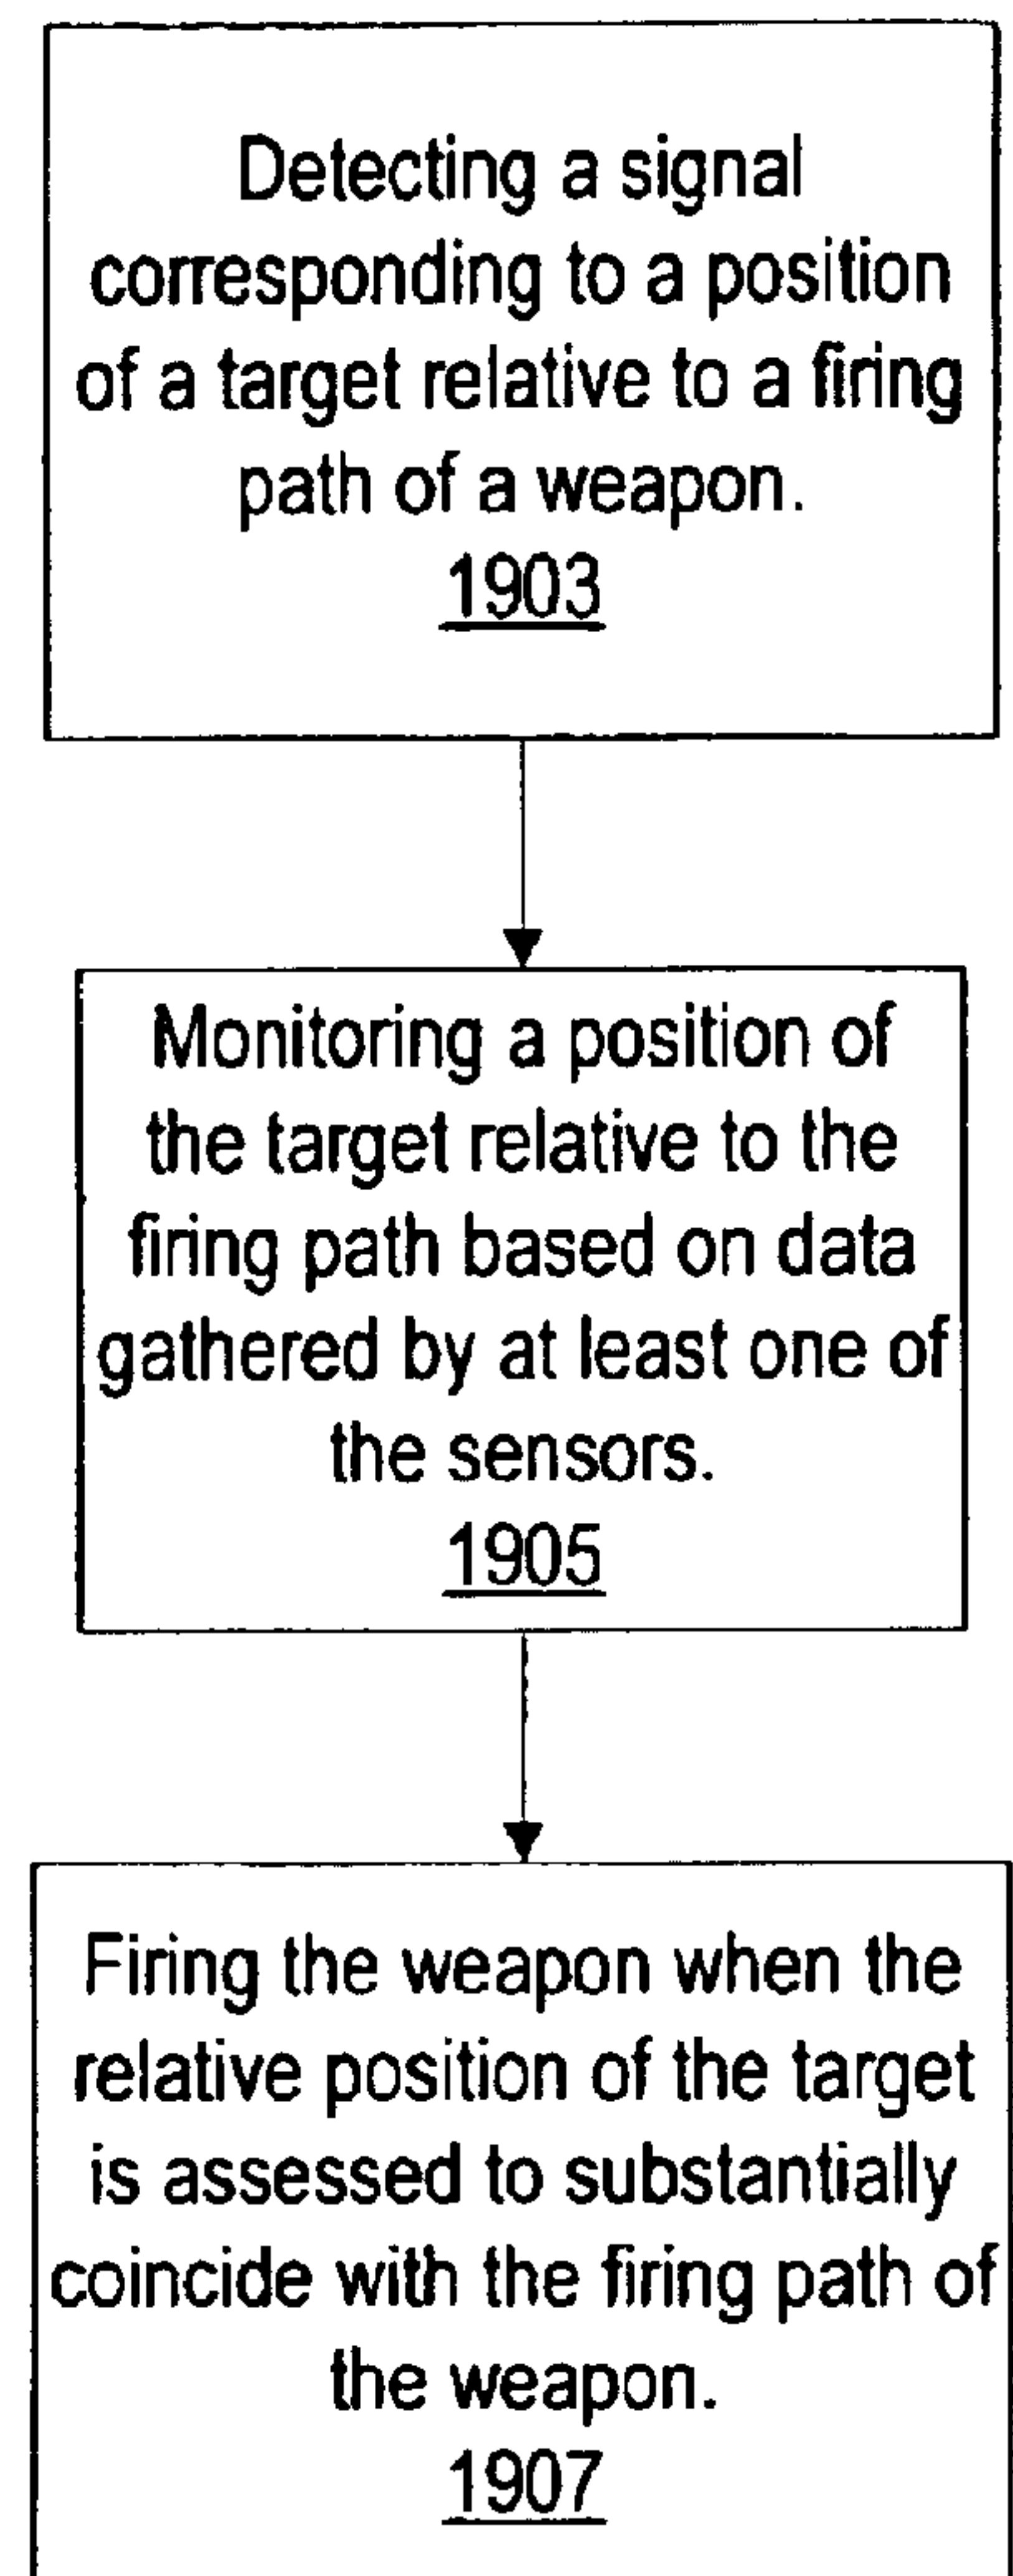 Detecting a signal
corresponding to a position
of a target relative to a firing
path of a weapon.
1903
Monitoring a position of
the target relative to the
firing path based on data
gathered by at least one of
the sensors.
1905
Firing the weapon when the
relative position of the target
is assessed to substantially
coincide with the firing path of
the weapon.
1907